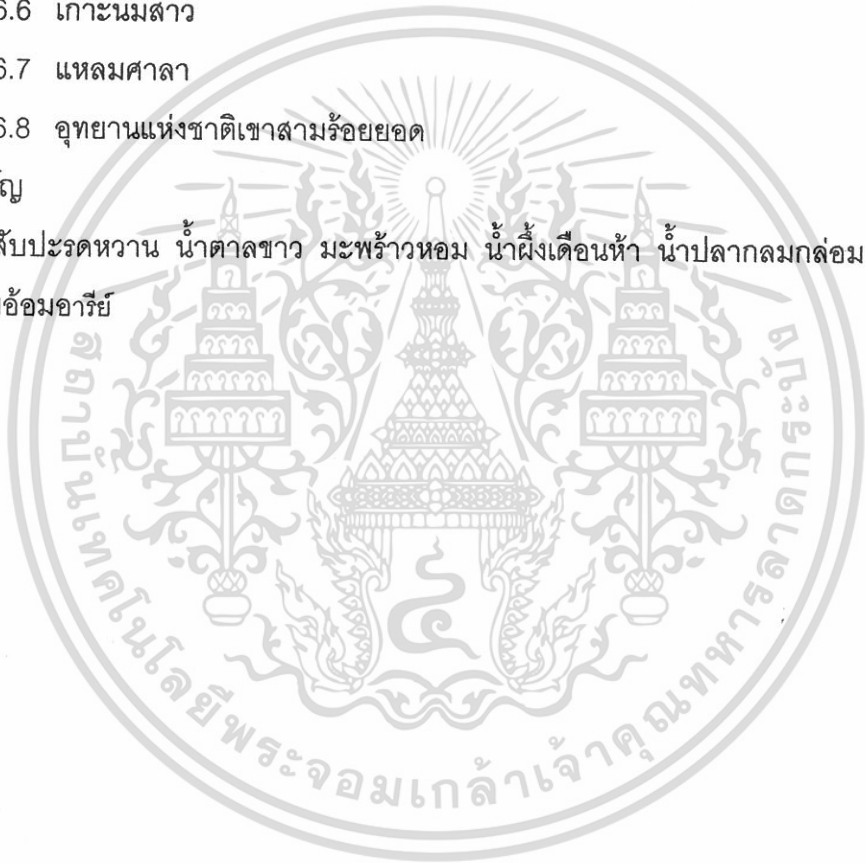 6.6 เกาะนมสาว
6.7 แหลมศาลา
6.8 อุทยานแห่งชาติเขาสามร้อยยอด
สับปะรดหวาน น้ำตาลขาว มะพร้าวหอม น้ำผึ้งเดือนห้า น้ำปลากลมกล่อม
อ้อมอารีย์
สถาบันเทคโนโลยีพระจอมเกล้าเจ้าคุณทหารลาดกระบัง
๔